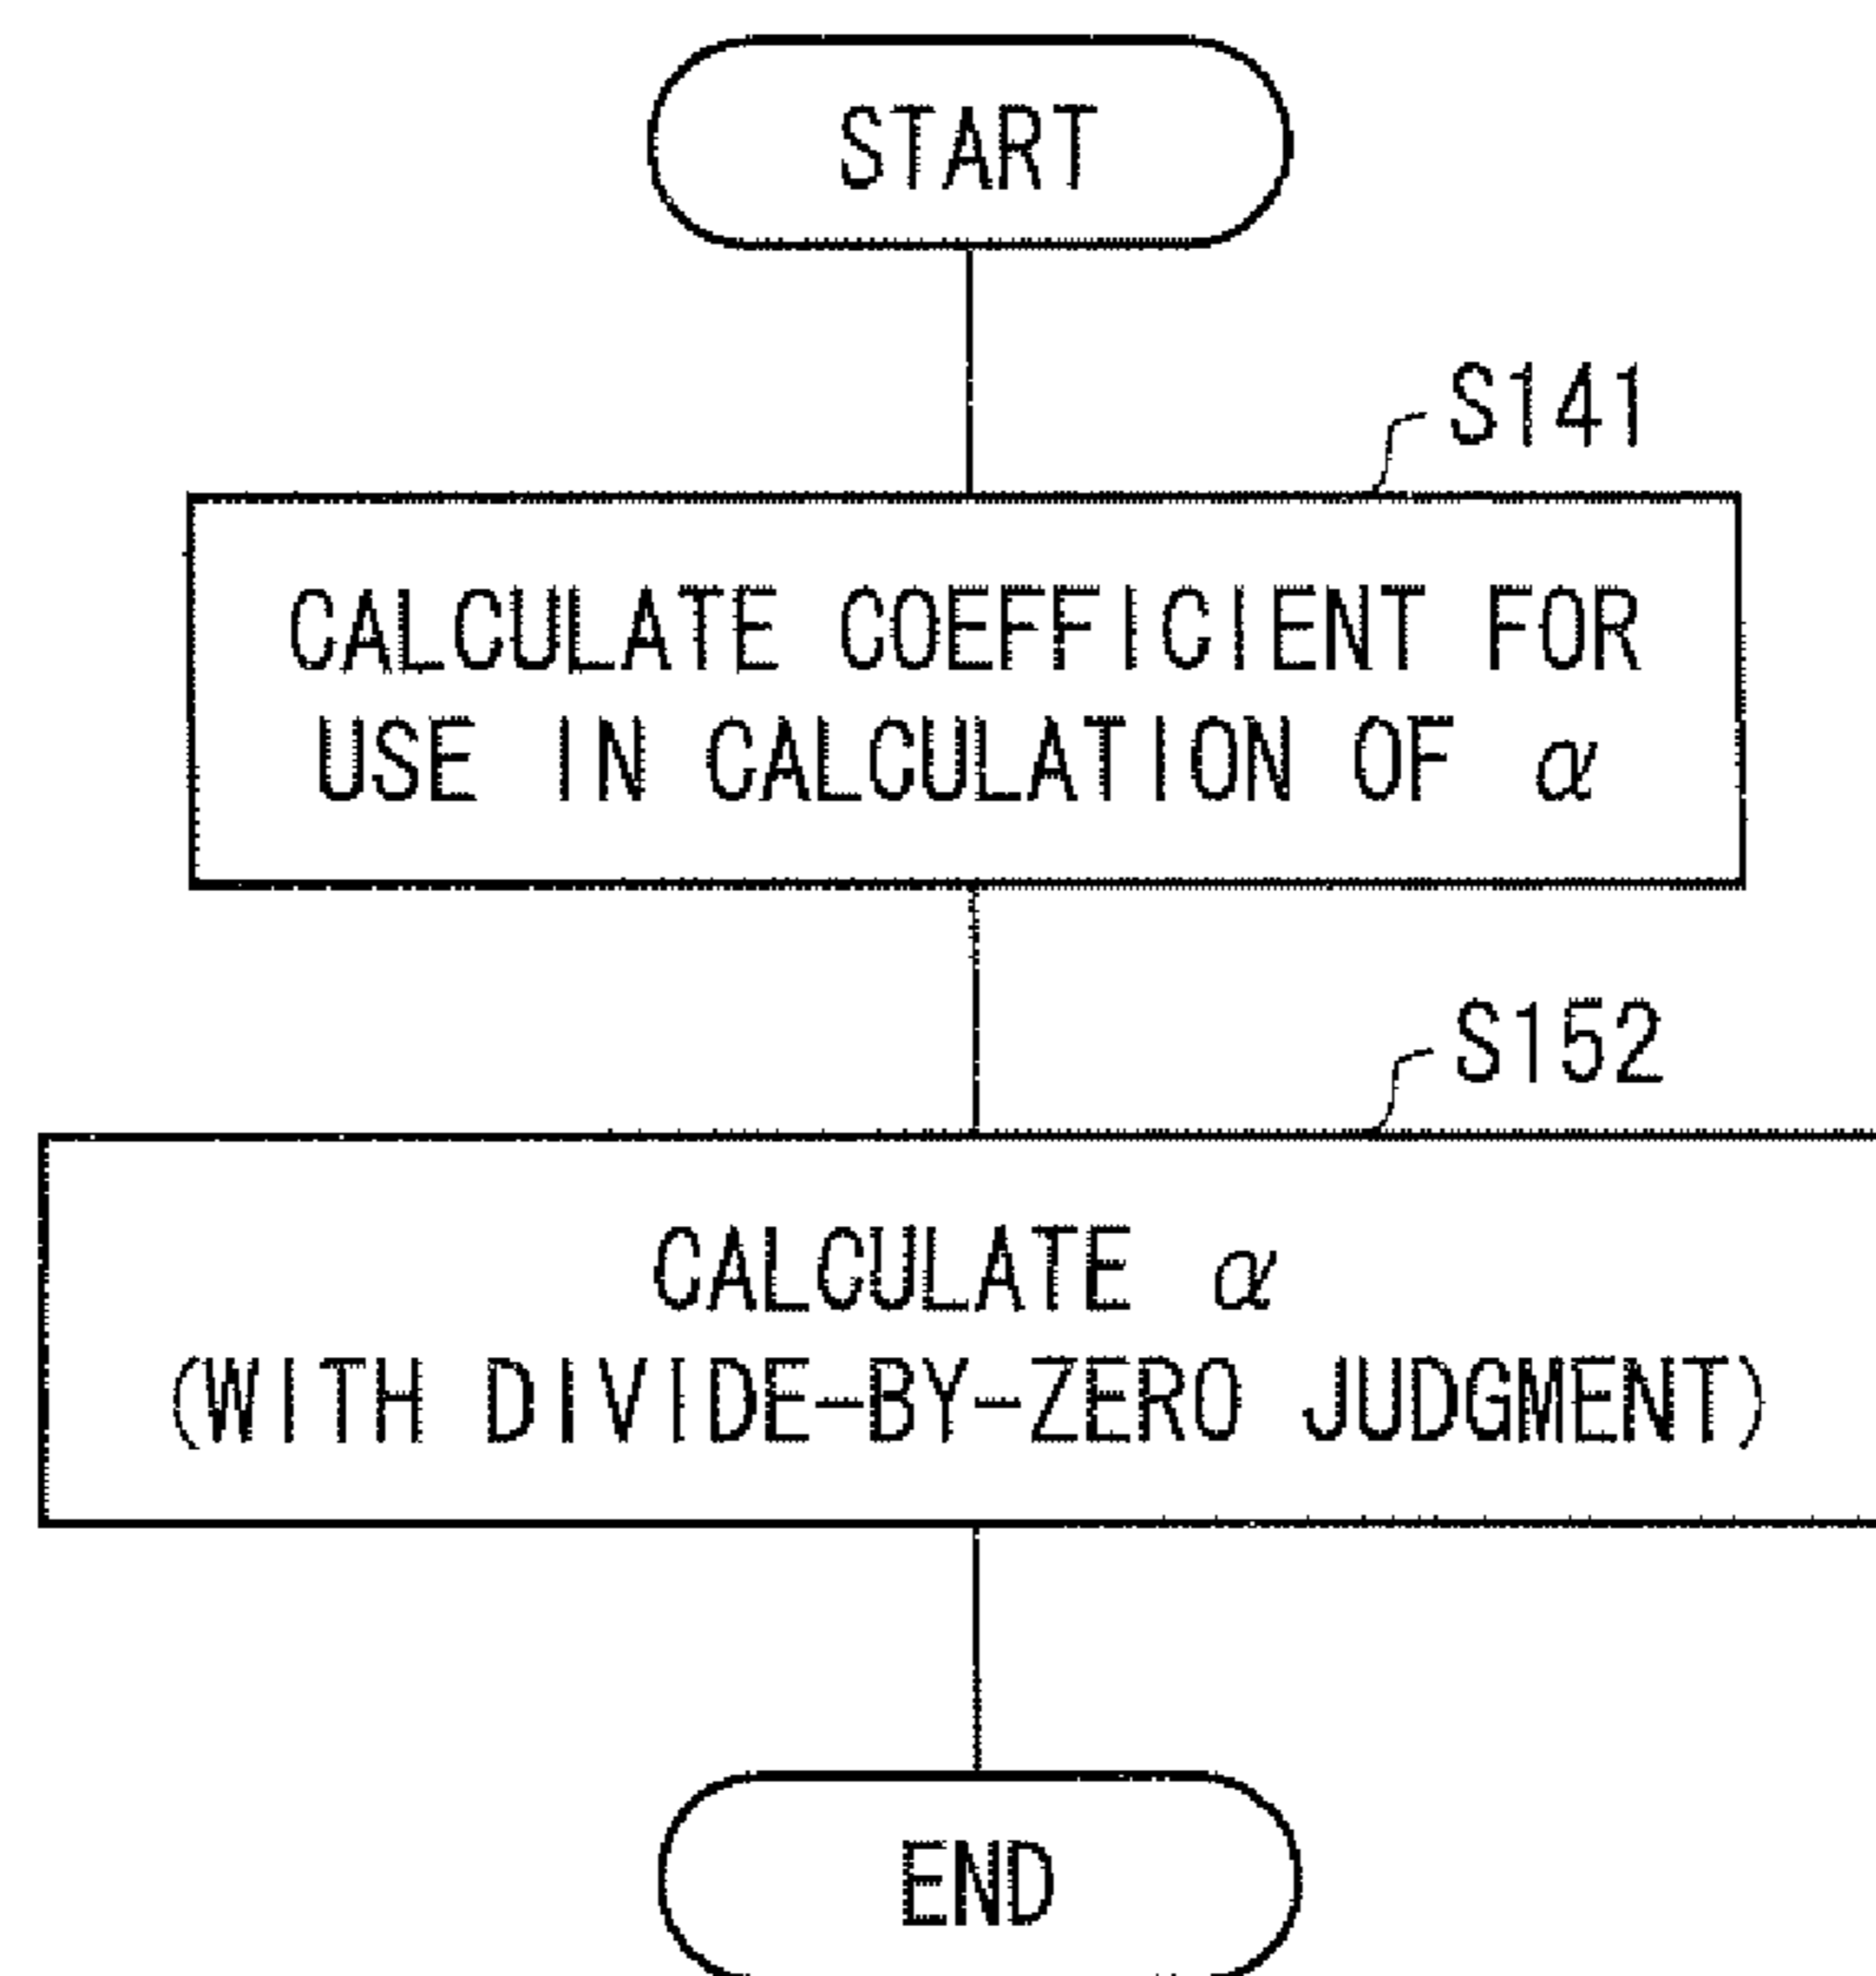 START
S141
CALCULATE COEFFICIENT FOR
USE IN CALCULATION OF α
S152
CALCULATE α
(WITH DIVIDE-BY-ZERO JUDGMENT)
END